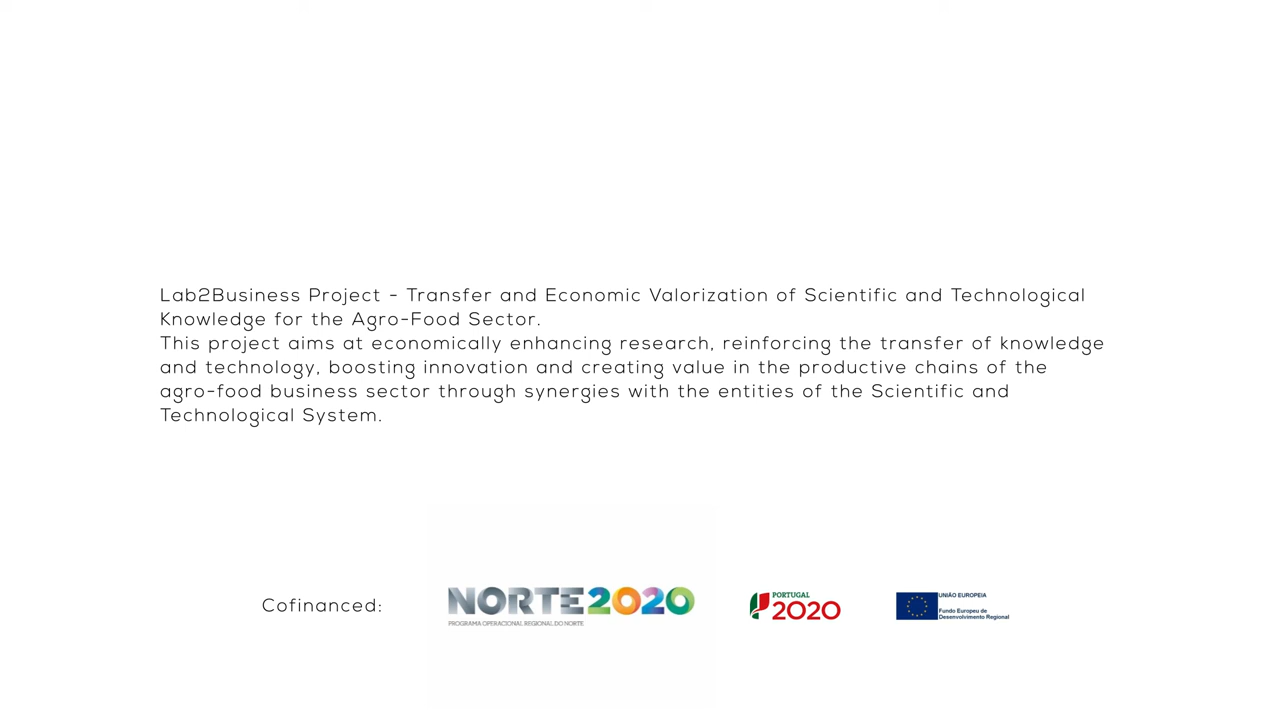 Lab2Business Project - Transfer and Economic Valorization of Scientific and Technological
Knowledge for the Agro-Food Sector.
This project aims at economically enhancing research, reinforcing the transfer of knowledge
and technology, boosting innovation and creating value in the productive chains of the
agro-food business sector through synergies with the entities of the Scientific and
Technological System.
Cofinanced:
NORTE2020
PROGRAMA OPERACIONAL REGIONAL DO NORTE
PORTUGAL
2020
UNIÃO EUROPEIA
Fundo Europeu de
Desenvolvimento Regional